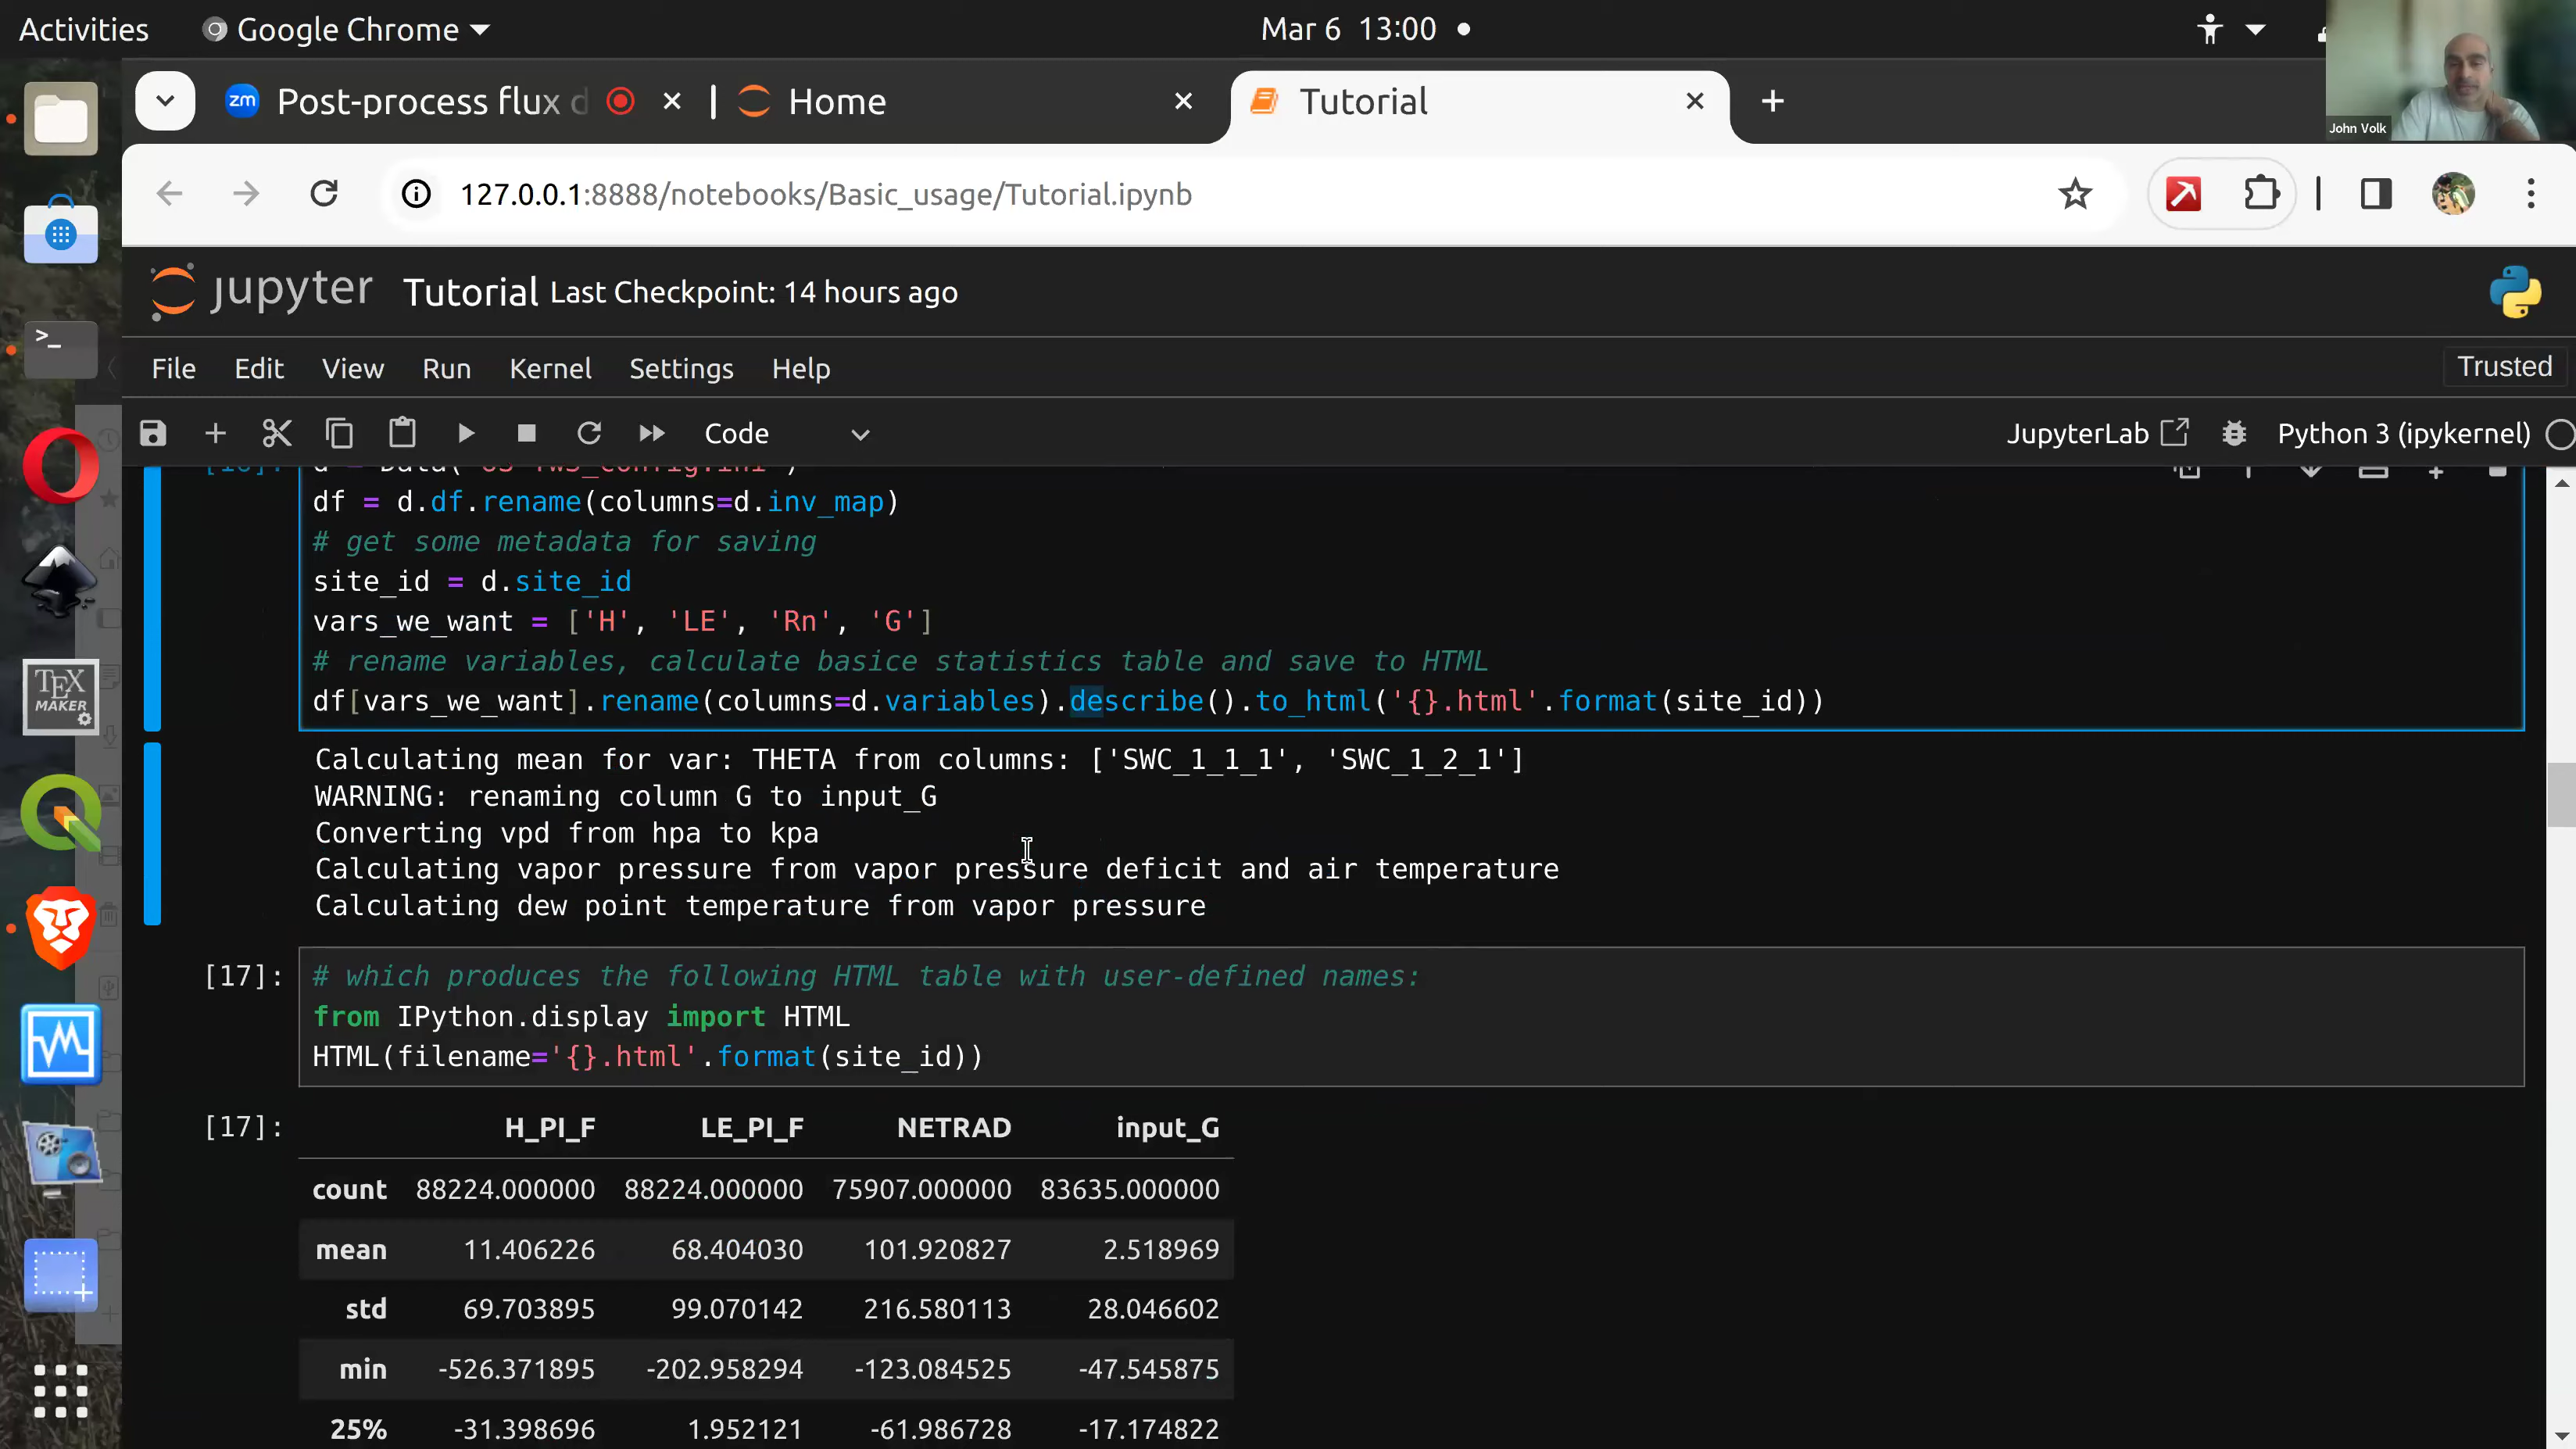 Activities
Google Chrome
Mar 6 13:00
John Volk
zm
Post-process flux d
Home
Tutorial
127.0.0.1:8888/notebooks/Basic_usage/Tutorial.ipynb
jupyter
Tutorial Last Checkpoint: 14 hours ago
File Edit View Run Kernel Settings Help
Trusted
Code
JupyterLab
Python 3 (ipykernel)
TEX
MAKER
df = d.df.rename(columns=d.inv_map)
# get some metadata for saving
site_id = d.site_id
vars_we_want = ['H', 'LE', 'Rn', 'G']
# rename variables, calculate basice statistics table and save to HTML
df[vars_we_want].rename(columns=d.variables).describe().to_html('{}.html'.format(site_id))
Calculating mean for var: THETA from columns: ['SWC_1_1_1', 'SWC_1_2_1']
WARNING: renaming column G to input_G
Converting vpd from hpa to kpa
Calculating vapor pressure from vapor pressure deficit and air temperature
Calculating dew point temperature from vapor pressure
[17]: # which produces the following HTML table with user-defined names:
from IPython.display import HTML
HTML(filename='{}.html'.format(site_id))
[17]: H_PI_F LE_PI_F NETRAD input_G
count 88224.000000 88224.000000 75907.000000 83635.000000
mean 11.406226 68.404030 101.920827 2.518969
std 69.703895 99.070142 216.580113 28.046602
min -526.371895 -202.958294 -123.084525 -47.545875
25% -31.398696 1.952121 -61.986728 -17.174822